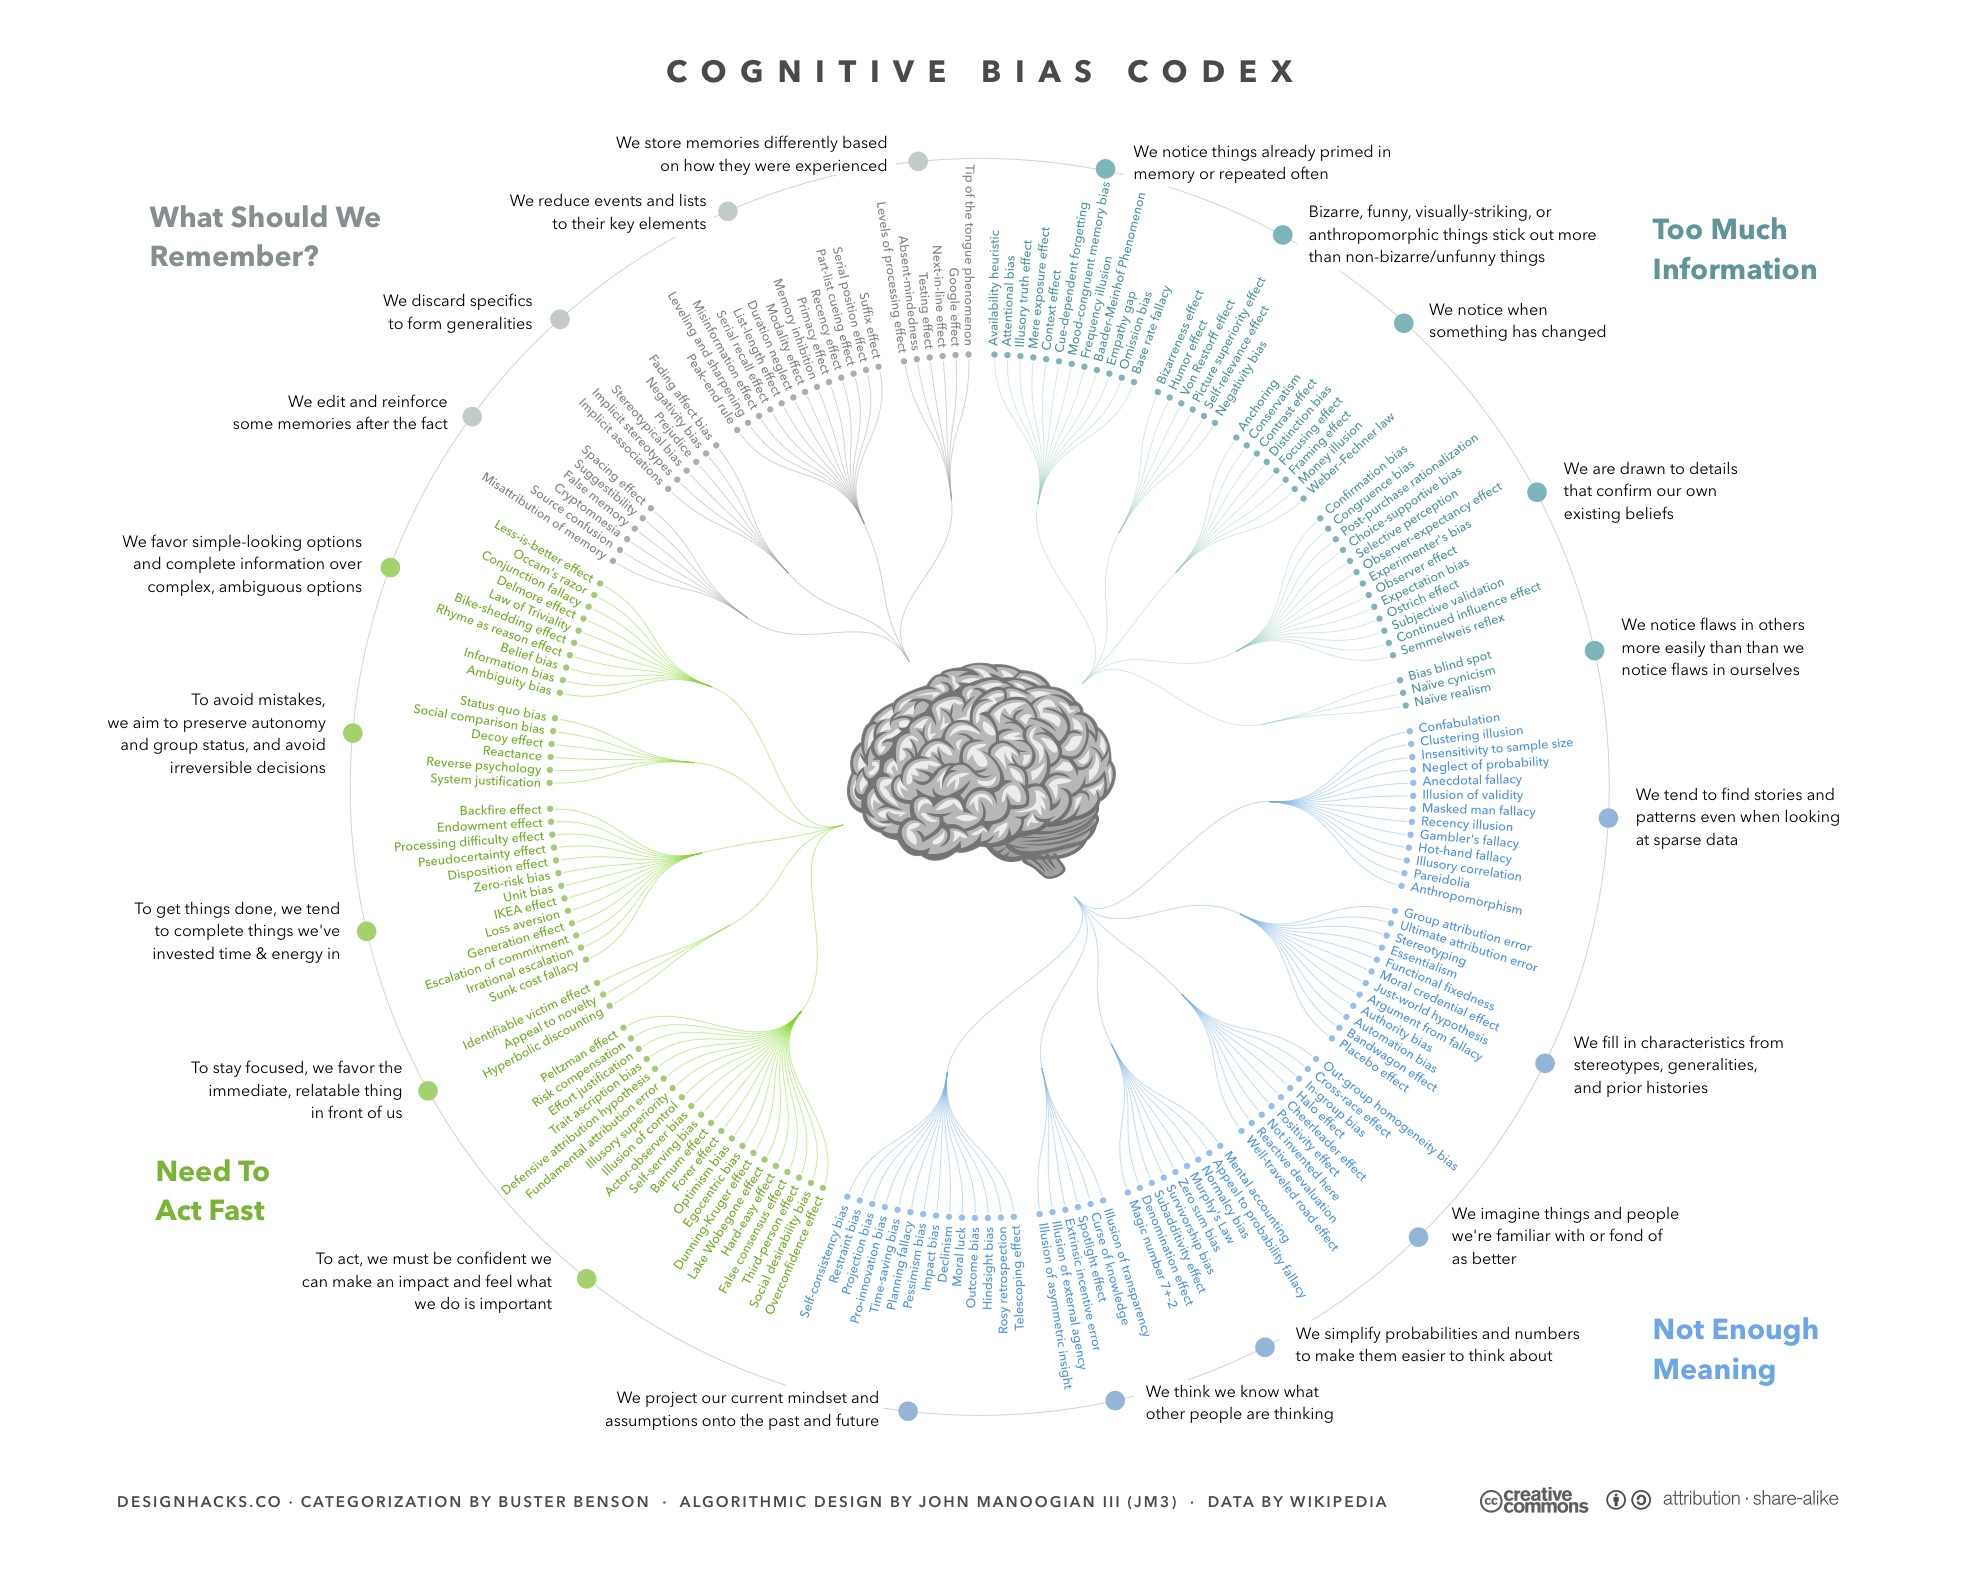 COGNITIVE BIAS CODEX
What Should We
Remember?
We store memories differently based
on how they were experienced
We reduce events and lists
to their key elements
We discard specifics
to form generalities
We edit and reinforce
some memories after the fact
Tip of the tongue phenomenon
Google effect
Next-in-line effect
Testing effect
Absent-mindedness
Levels of processing effect
Suffix effect
Serial position effect
Part-list cueing effect
Recency effect
Primacy effect
Memory inhibition
Modality effect
Duration neglect
List-length effect
Serial recall effect
Misinformation effect
Leveling and sharpening
Peak-end rule
Fading affect bias
Negativity bias
Prejudice
Stereotypical bias
Implicit stereotypes
Implicit associations
Spacing effect
Suggestibility
False memory
Cryptomnesia
Source confusion
Misattribution of memory
Too Much
Information
We notice things already primed in
memory or repeated often
Bizarre, funny, visually-striking, or
anthropomorphic things stick out more
than non-bizarre/unfunny things
We notice when
something has changed
We are drawn to details
that confirm our own
existing beliefs
We notice flaws in others
more easily than than we
notice flaws in ourselves
Availability heuristic
Attentional bias
Illusory truth effect
Mere exposure effect
Context effect
Cue-dependent forgetting
Mood-congruent memory bias
Frequency illusion
Baader-Meinhof Phenomenon
Empathy gap
Omission bias
Base rate fallacy
Bizarreness effect
Humor effect
Von Restorff effect
Picture superiority effect
Self-relevance effect
Negativity bias
Anchoring
Conservatism
Contrast effect
Distinction bias
Focusing effect
Framing effect
Money illusion
Weber-Fechner law
Confirmation bias
Congruence bias
Post-purchase rationalization
Choice-supportive bias
Selective perception
Observer-expectancy effect
Experimenter's bias
Observer effect
Expectation bias
Ostrich effect
Subjective validation
Continued influence effect
Semmelweis reflex
Bias blind spot
Naïve cynicism
Naïve realism
We tend to find stories and
patterns even when looking
at sparse data
We fill in characteristics from
stereotypes, generalities,
and prior histories
We imagine things and people
we're familiar with or fond of
as better
We simplify probabilities and numbers
to make them easier to think about
We think we know what
other people are thinking
We project our current mindset and
assumptions onto the past and future
Not Enough
Meaning
Confabulation
Clustering illusion
Insensitivity to sample size
Neglect of probability
Anecdotal fallacy
Illusion of validity
Masked man fallacy
Recency illusion
Gambler's fallacy
Hot-hand fallacy
Illusory correlation
Pareidolia
Anthropomorphism
Group attribution error
Ultimate attribution error
Stereotyping
Essentialism
Functional fixedness
Moral credential effect
Just-world hypothesis
Argument from fallacy
Authority bias
Automation bias
Bandwagon effect
Placebo effect
Out-group homogeneity bias
Cross-race effect
In-group bias
Halo effect
Cheerleader effect
Positivity effect
Not invented here
Reactive devaluation
Well-traveled road effect
Mental accounting
Appeal to probability fallacy
Normalcy bias
Murphy's Law
Zero sum bias
Survivorship bias
Subadditivity effect
Denomination effect
Magic number 7+-2
Illusion of transparency
Curse of knowledge
Spotlight effect
Extrinsic incentive error
Illusion of external agency
Illusion of asymmetric insight
Telescoping effect
Rosy retrospection
Hindsight bias
Outcome bias
Moral luck
Declinism
Impact bias
Pessimism bias
Planning fallacy
Time-saving bias
Pro-innovation bias
Projection bias
Restraint bias
Self-consistency bias
We favor simple-looking options
and complete information over
complex, ambiguous options
To avoid mistakes,
we aim to preserve autonomy
and group status, and avoid
irreversible decisions
To get things done, we tend
to complete things we've
invested time & energy in
To stay focused, we favor the
immediate, relatable thing
in front of us
Need To
Act Fast
To act, we must be confident we
can make an impact and feel what
we do is important
Less-is-better effect
Occam's razor
Conjunction fallacy
Delmore effect
Law of Triviality
Bike-shedding effect
Rhyme as reason effect
Belief bias
Information bias
Ambiguity bias
Status quo bias
Social comparison bias
Decoy effect
Reactance
Reverse psychology
System justification
Backfire effect
Endowment effect
Processing difficulty effect
Pseudocertainty effect
Disposition effect
Zero-risk bias
Unit bias
IKEA effect
Loss aversion
Generation effect
Escalation of commitment
Irrational escalation
Sunk cost fallacy
Identifiable victim effect
Appeal to novelty
Hyperbolic discounting
Peltzman effect
Risk compensation
Effort justification
Trait ascription bias
Defensive attribution hypothesis
Fundamental attribution error
Illusory superiority
Illusion of control
Actor-observer bias
Self-serving bias
Barnum effect
Forer effect
Optimism bias
Egocentric bias
Dunning-Kruger effect
Lake Wobegone effect
Hard-easy effect
False consensus effect
Third-person effect
Social desirability bias
Overconfidence effect
DESIGNHACKS.CO · CATEGORIZATION BY BUSTER BENSON · ALGORITHMIC DESIGN BY JOHN MANOOGIAN III (JM3) · DATA BY WIKIPEDIA
cc creative commons attribution · share-alike